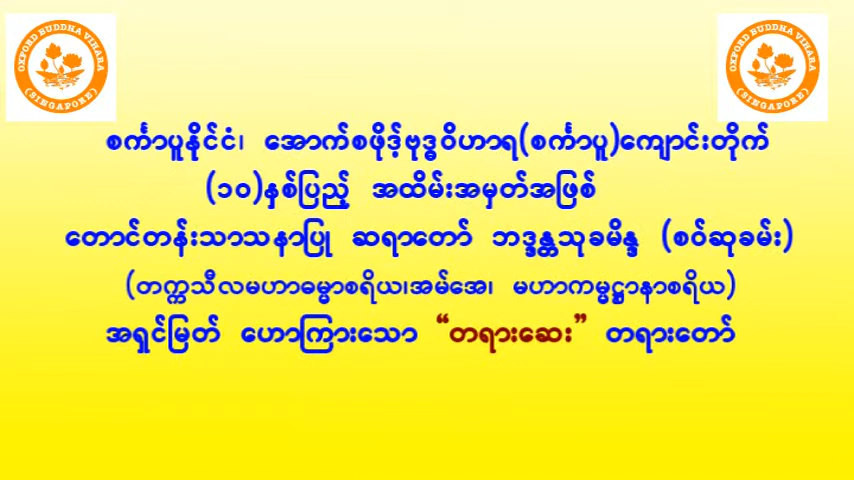 OXFORD BUDDHA VIHARA
(SINGAPORE)
OXFORD BUDDHA VIHARA
(SINGAPORE)
စင်္ကာပူနိုင်ငံ၊ အောက်စဖိုဒ့်ဗုဒ္ဓဝိဟာရ(စင်္ကာပူ)ကျောင်းတိုက်
(၁၀)နှစ်ပြည့် အထိမ်းအမှတ်အဖြစ်
တောင်တန်းသာသနာပြု ဆရာတော် ဘဒ္ဒန္တသုခမိန္ဒ (စဝ်ဆုခမ်း)
(တက္ကသီလမဟာဓမ္မာစရိယ၊အမ်အေ၊ မဟာကမ္မဋ္ဌာနာစရိယ)
အရှင်မြတ် ဟောကြားသော “တရားဆေး” တရားတော်